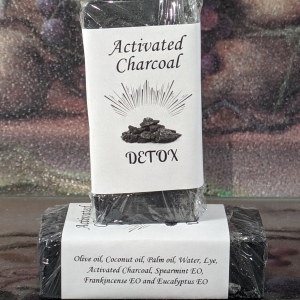 Activated
Charcoal
DETOX
Activated
Olive oil, Coconut oil, Palm oil, Water, Lye,
Activated Charcoal, Spearmint EO,
Frankincense EO and Eucalyptus EO